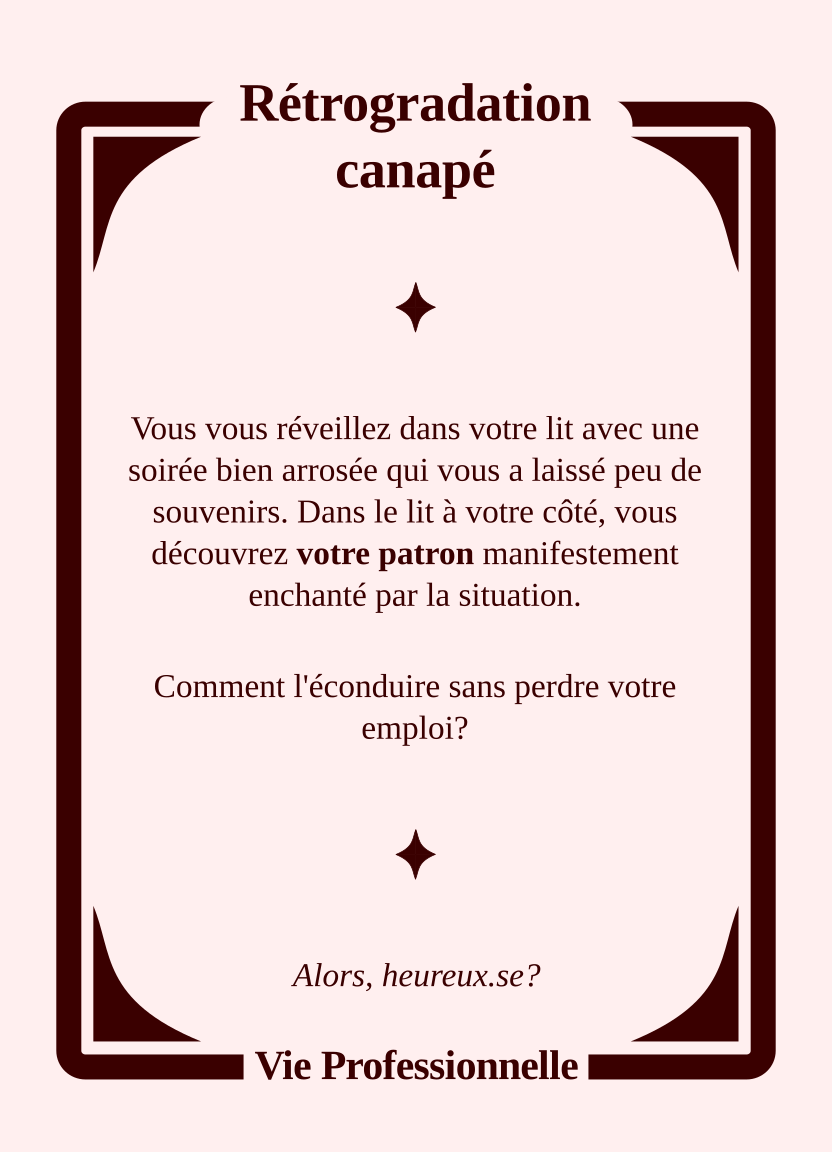 Rétrogradation
canapé
Vous vous réveillez dans votre lit avec une
soirée bien arrosée qui vous a laissé peu de
souvenirs. Dans le lit à votre côté, vous
découvrez votre patron manifestement
enchanté par la situation.
Comment l'éconduire sans perdre votre
emploi?
Alors, heureux.se?
Vie Professionnelle